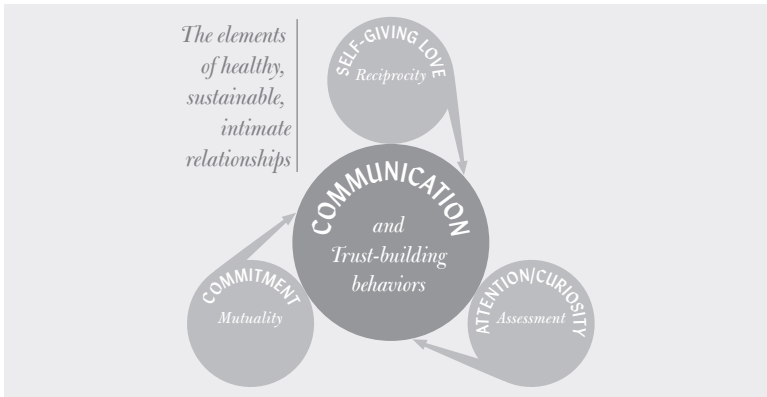 The elements
of healthy,
sustainable,
intimate
relationships
SELF-GIVING LOVE
Reciprocity
COMMUNICATION
and
Trust-building
behaviors
COMMITMENT
Mutuality
ATTENTION/CURIOSITY
Assessment